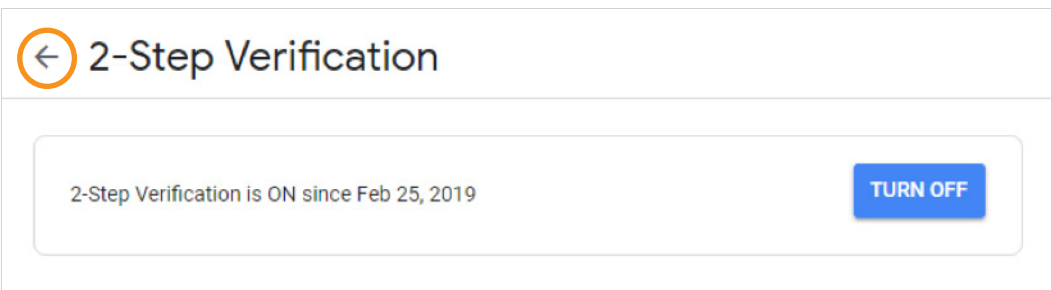 2-Step Verification
2-Step Verification is ON since Feb 25, 2019
TURN OFF